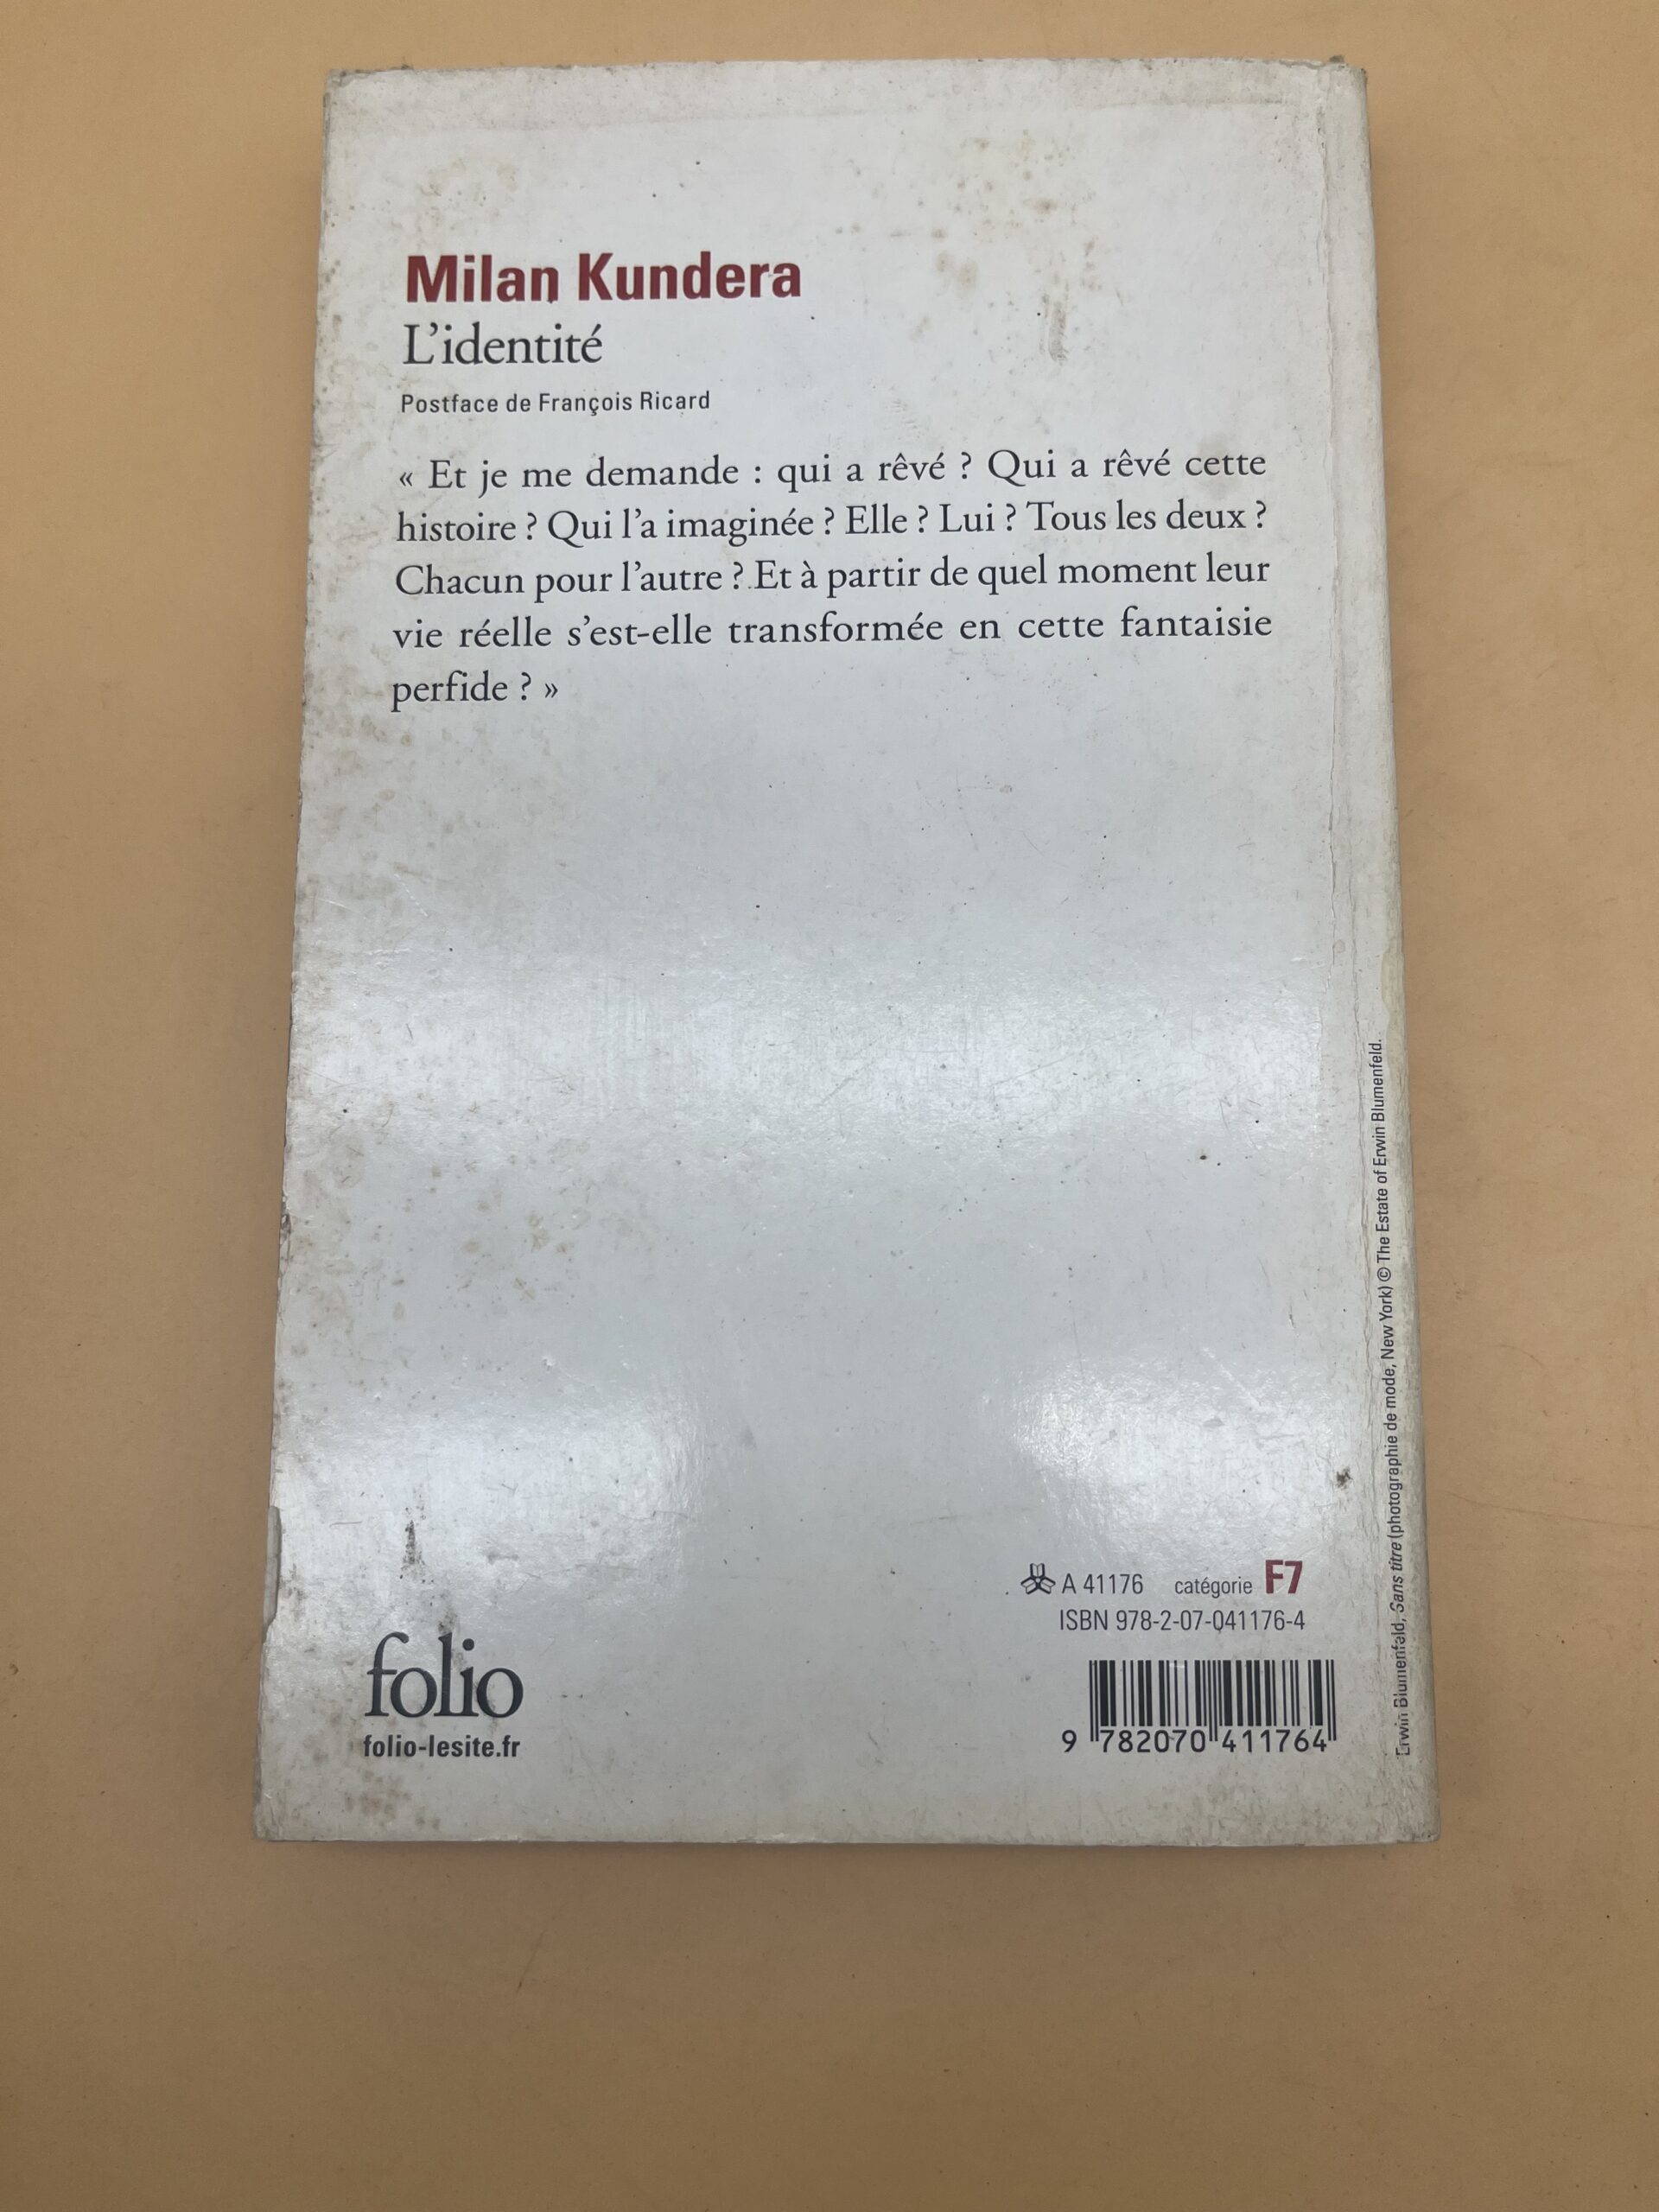 Milan Kundera
L'identité
Postface de François Ricard
« Et je me demande : qui a rêvé ? Qui a rêvé cette
histoire ? Qui l'a imaginée ? Elle ? Lui ? Tous les deux ?
Chacun pour l'autre ? Et à partir de quel moment leur
vie réelle s'est-elle transformée en cette fantaisie
perfide ? »
Erwin Blumenfeld, Sans titre (photographie de mode, New York) © The Estate of Erwin Blumenfeld.
A 41176 catégorie F7
ISBN 978-2-07-041176-4
folio
folio-lesite.fr
9 782070 411764